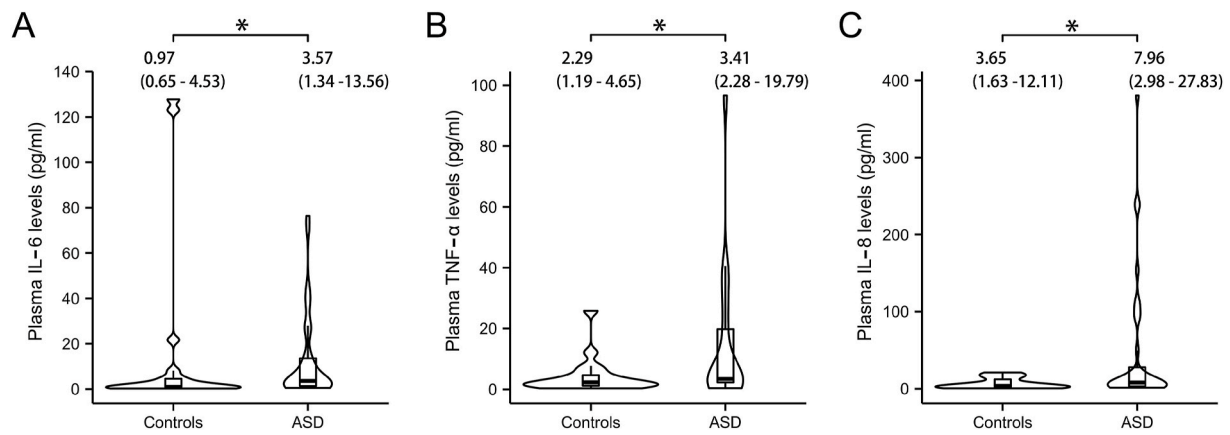 A
*
0.97
(0.65 - 4.53)
3.57
(1.34 -13.56)
Plasma IL-6 levels (pg/ml)
140
120
100
80
60
40
20
0
Controls
ASD
B
*
2.29
(1.19 - 4.65)
3.41
(2.28 - 19.79)
Plasma TNF-α levels (pg/ml)
100
80
60
40
20
0
Controls
ASD
C
*
3.65
(1.63 -12.11)
7.96
(2.98 - 27.83)
Plasma IL-8 levels (pg/ml)
400
300
200
100
0
Controls
ASD